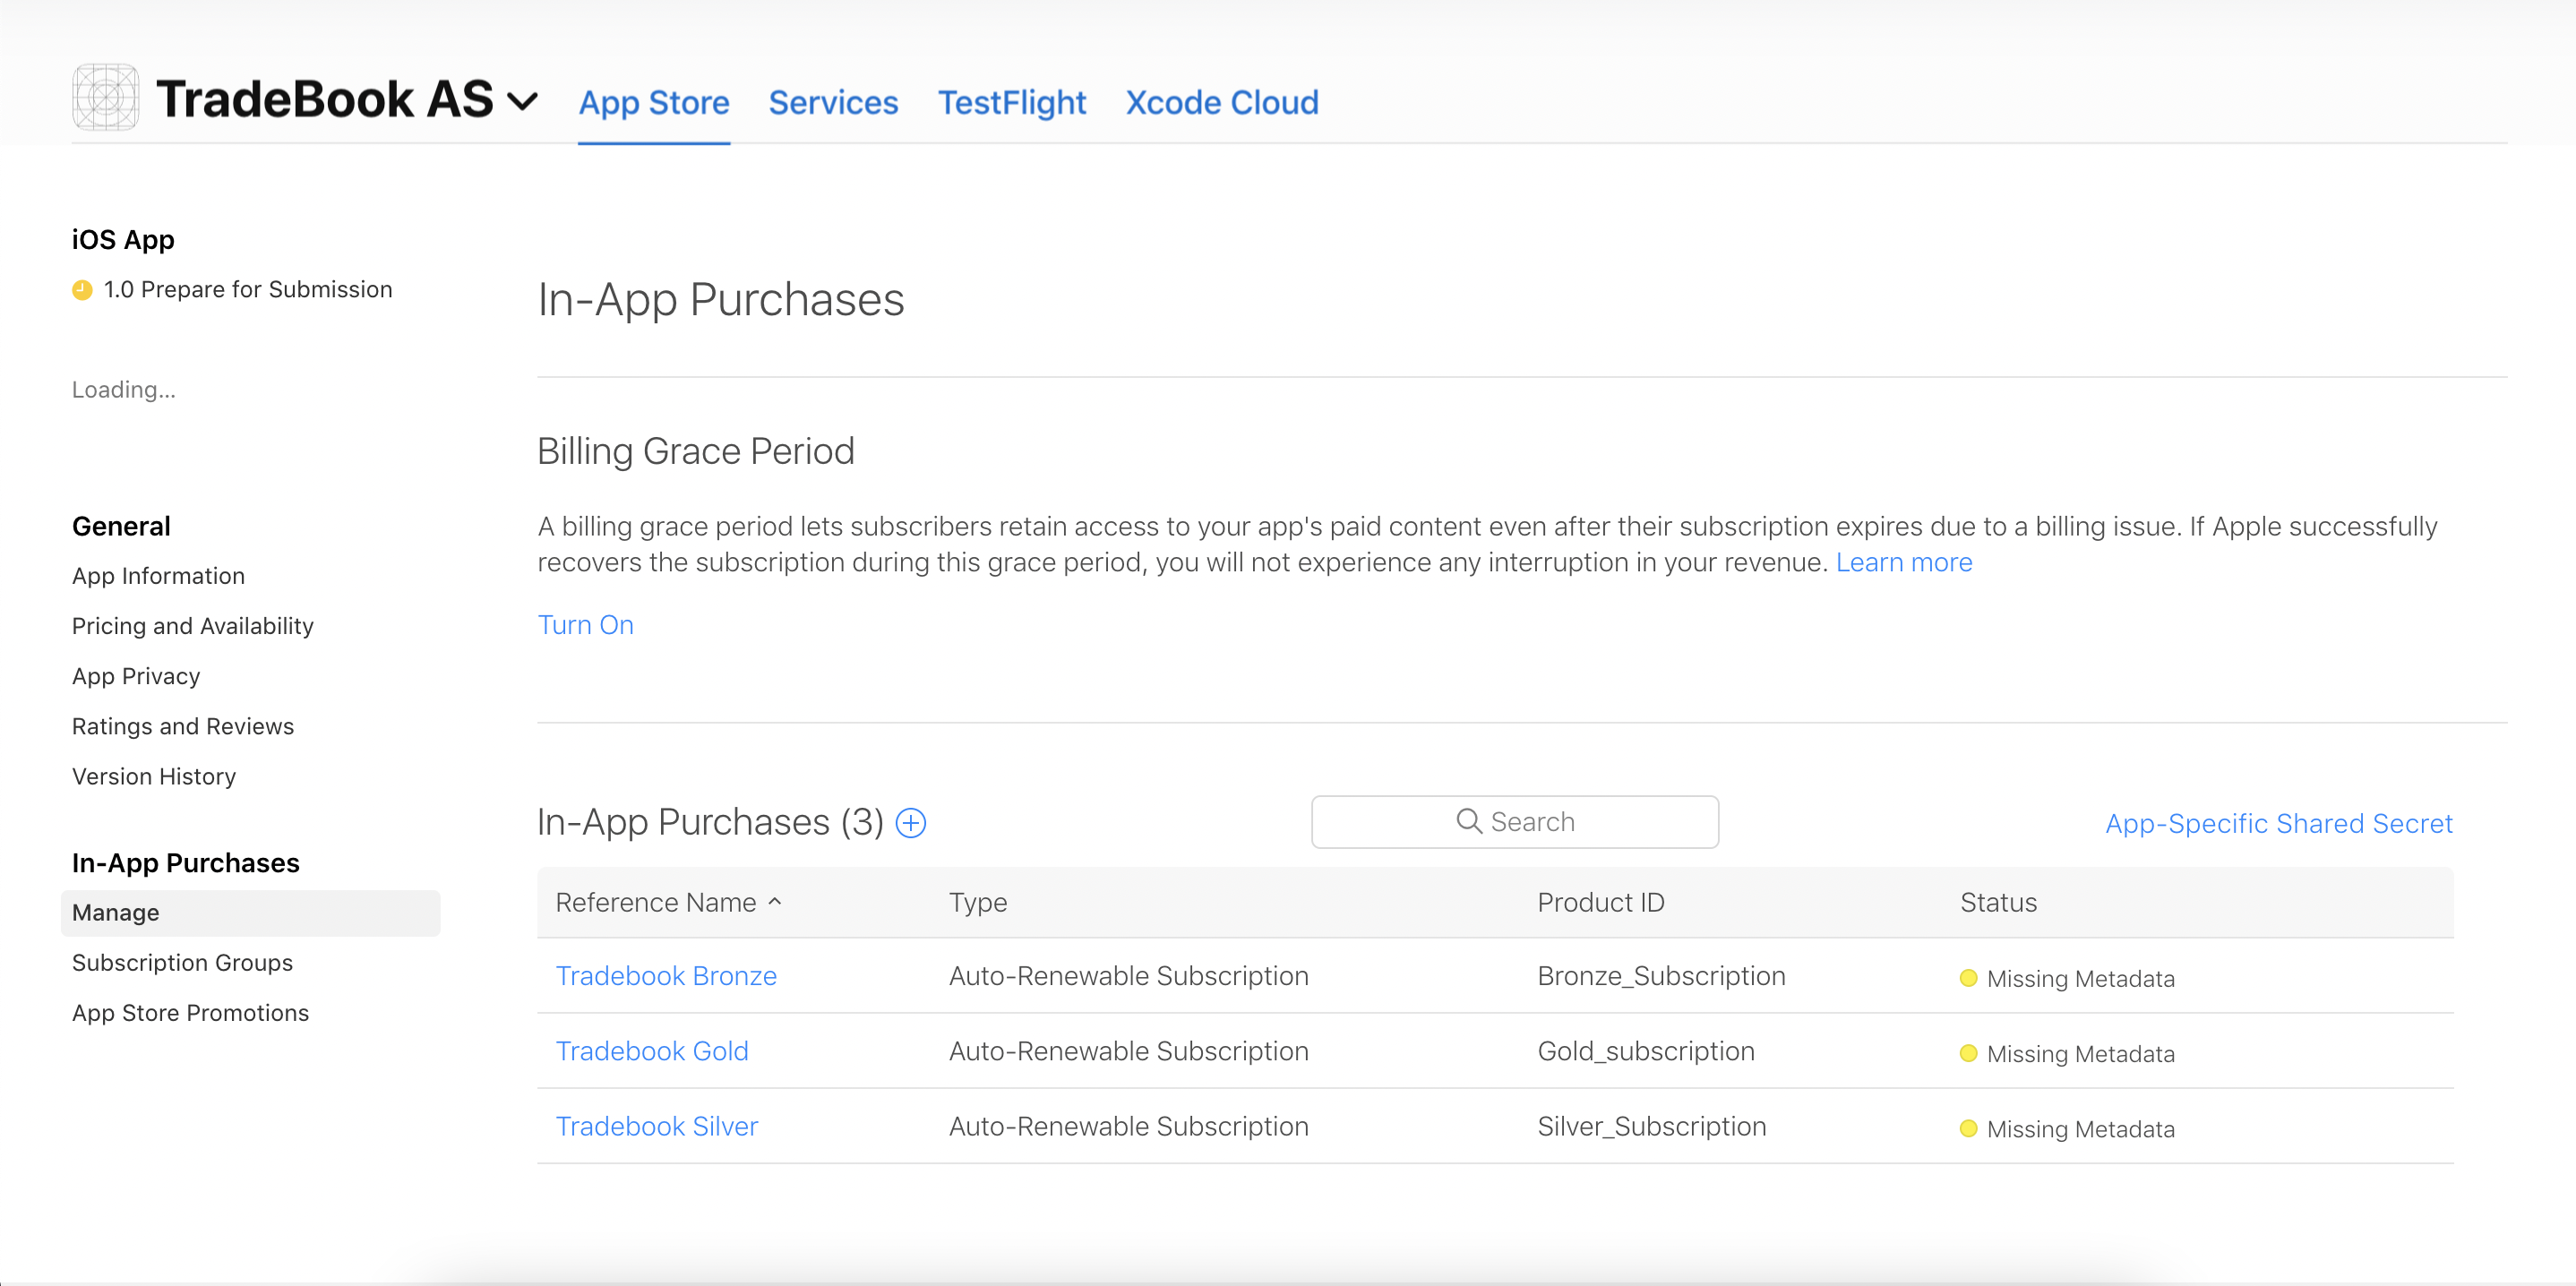 TradeBook AS
App Store Services TestFlight Xcode Cloud
iOS App
1.0 Prepare for Submission
Loading...
General
App Information
Pricing and Availability
App Privacy
Ratings and Reviews
Version History
In-App Purchases
Manage
Subscription Groups
App Store Promotions
In-App Purchases
Billing Grace Period
A billing grace period lets subscribers retain access to your app's paid content even after their subscription expires due to a billing issue. If Apple successfully
recovers the subscription during this grace period, you will not experience any interruption in your revenue. Learn more
Turn On
In-App Purchases (3)
Search
App-Specific Shared Secret
Reference Name Type Product ID Status
Tradebook Bronze Auto-Renewable Subscription Bronze_Subscription Missing Metadata
Tradebook Gold Auto-Renewable Subscription Gold_subscription Missing Metadata
Tradebook Silver Auto-Renewable Subscription Silver_Subscription Missing Metadata